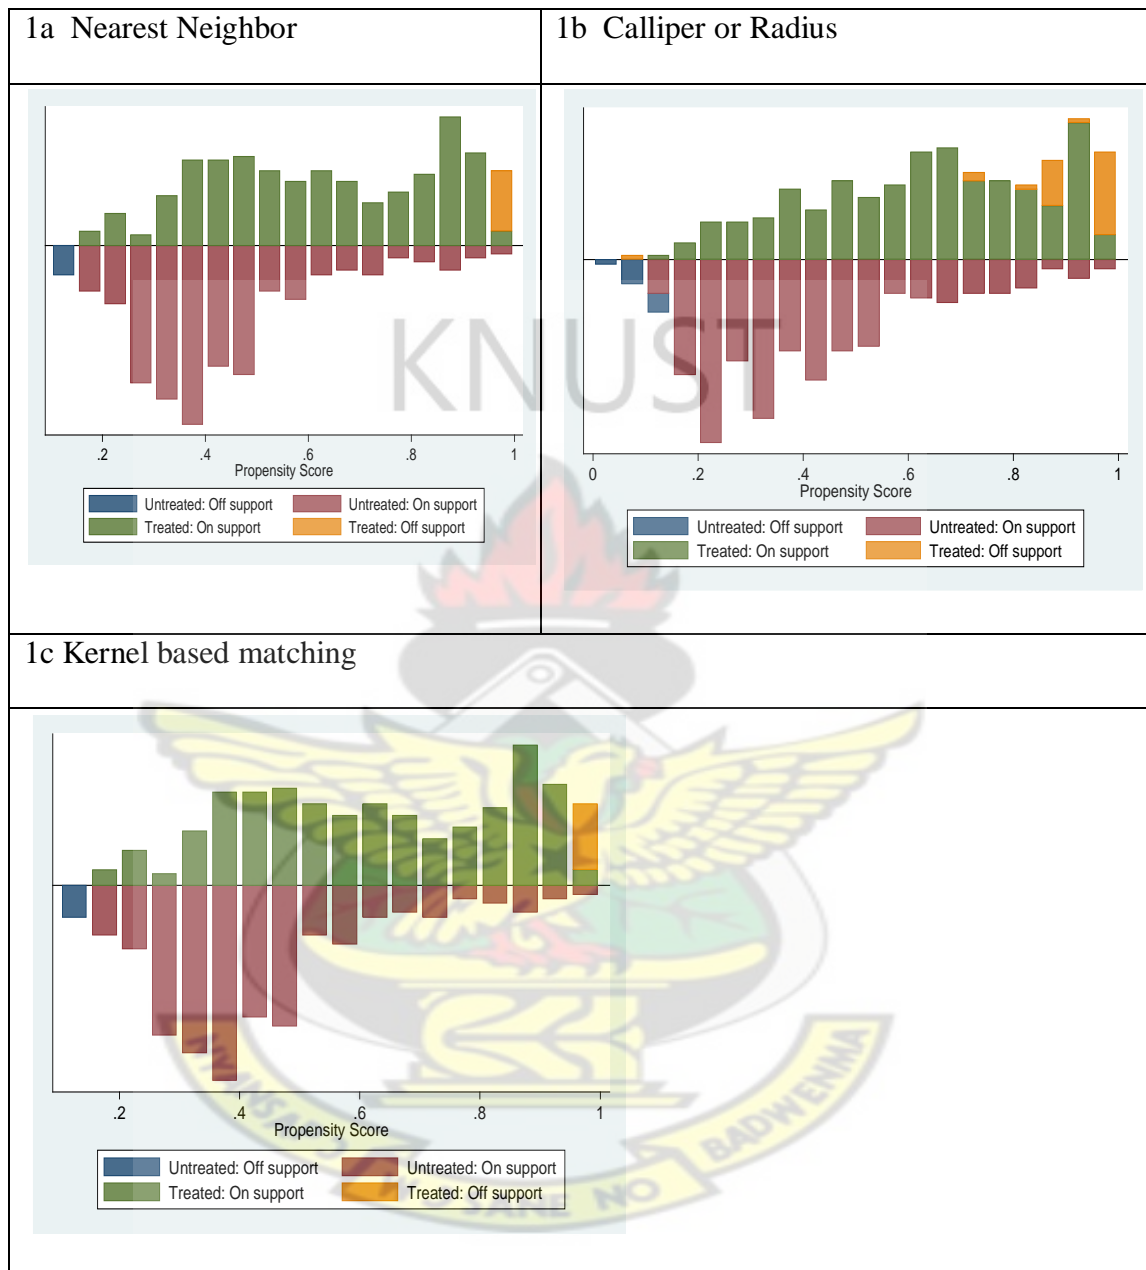 1a Nearest Neighbor
1b Calliper or Radius
.2 .4 .6 .8 1
Propensity Score
Untreated: Off support Untreated: On support
Treated: On support Treated: Off support
0 .2 .4 .6 .8 1
Propensity Score
Untreated: Off support Untreated: On support
Treated: On support Treated: Off support
KNUST
1c Kernel based matching
.2 .4 .6 .8 1
Propensity Score
Untreated: Off support Untreated: On support
Treated: On support Treated: Off support
SANE NO BADWENMA